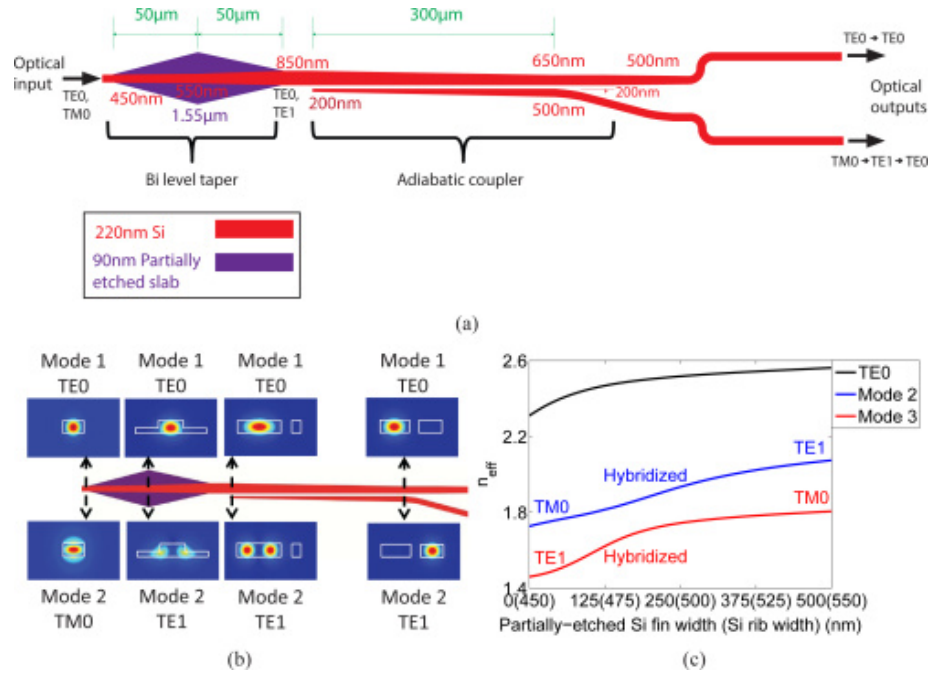 50μm
50μm
300μm
850nm
650nm
500nm
TE0 → TE0
Optical
input
TE0,
TM0
450nm
550nm
1.55μm
TE0,
TE1
200nm
500nm
200nm
Optical
outputs
TM0→TE1→TE0
Bi level taper
Adiabatic coupler
220nm Si
90nm Partially
etched slab
(a)
Mode 1
TE0
Mode 1
TE0
Mode 1
TE0
Mode 1
TE0
Mode 2
TM0
Mode 2
TE1
Mode 2
TE1
Mode 2
TE1
(b)
2.6
2.2
1.8
1.4
neff
TE0
Mode 2
Mode 3
TE1
Hybridized
TM0
TM0
TE1
Hybridized
0(450) 125(475) 250(500) 375(525) 500(550)
Partially-etched Si fin width (Si rib width) (nm)
(c)